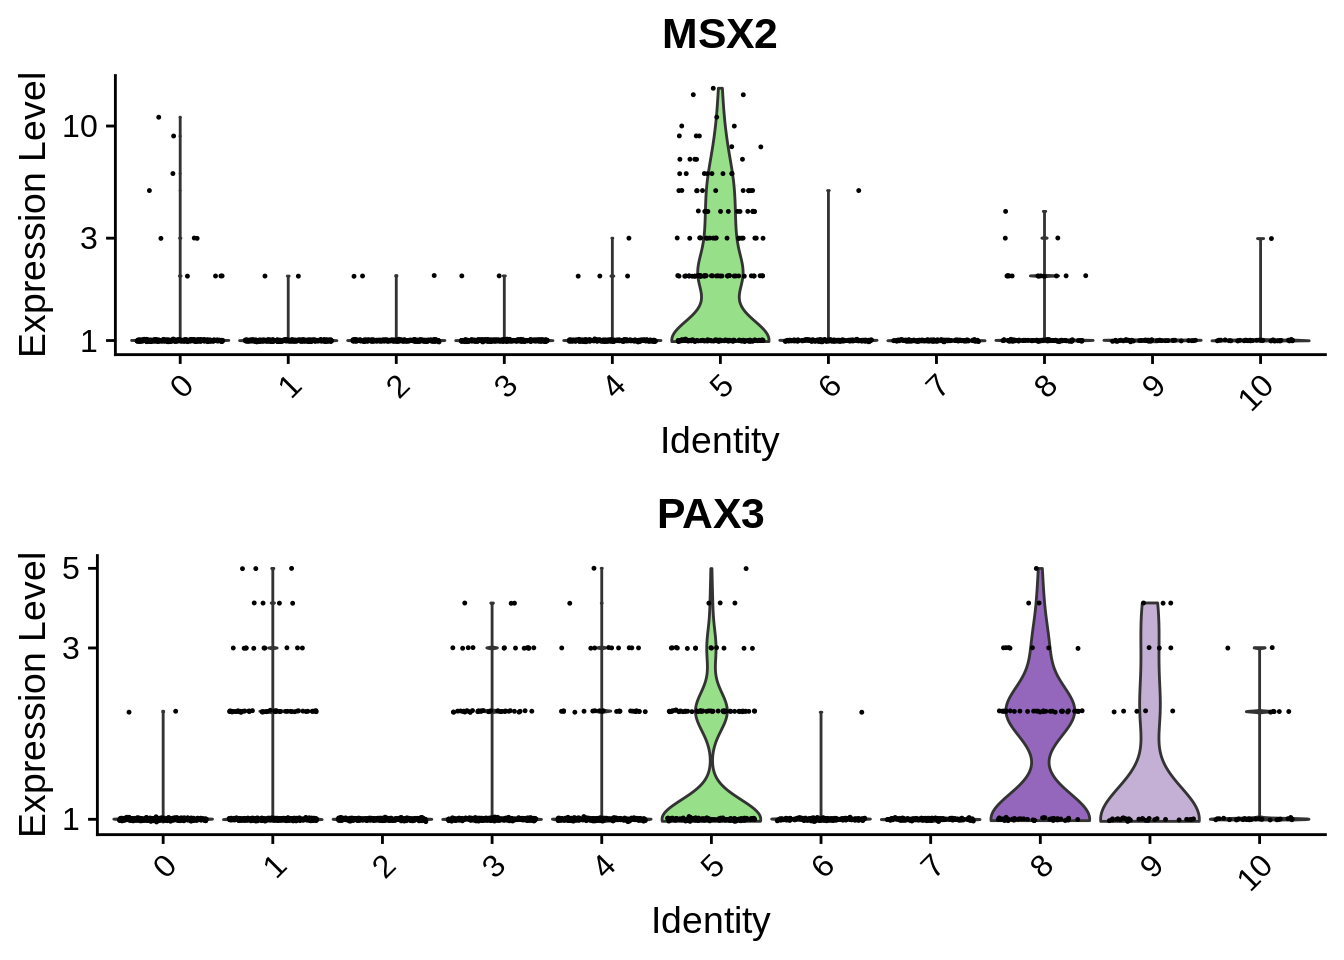 MSX2
Expression Level
10
3
1
0 1 2 3 4 5 6 7 8 9 10
Identity
PAX3
Expression Level
5
3
1
0 1 2 3 4 5 6 7 8 9 10
Identity